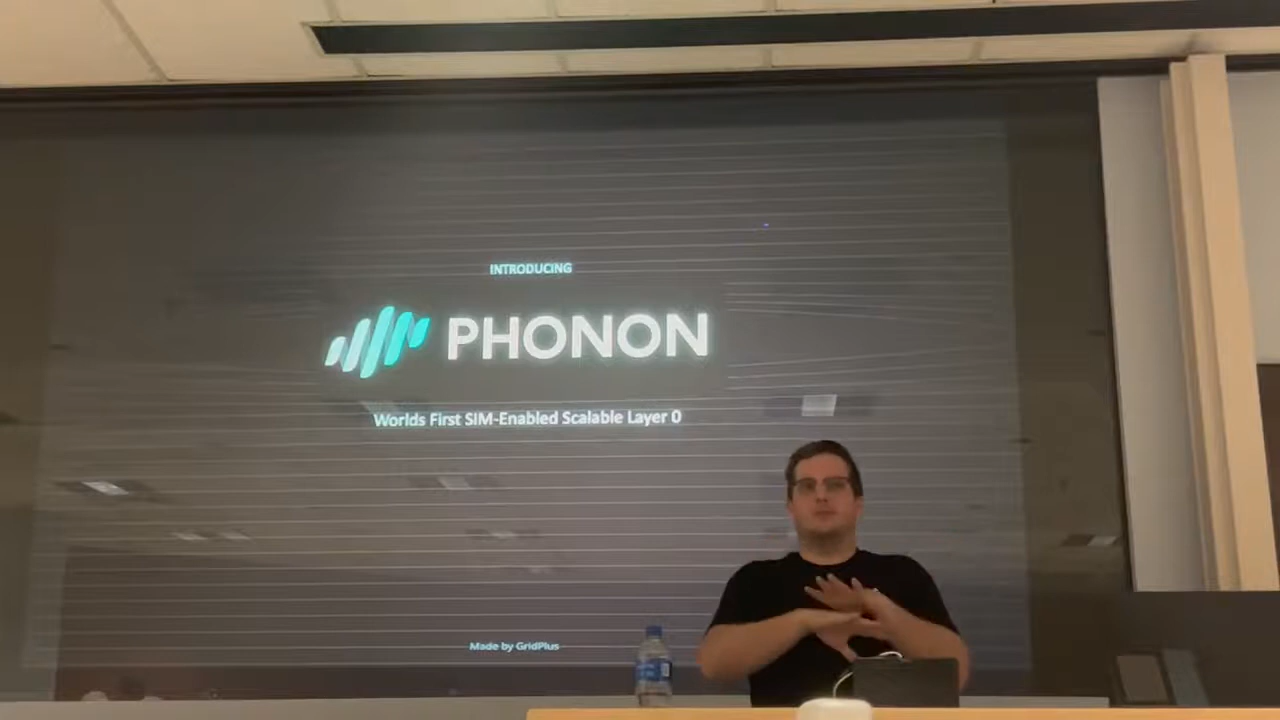 INTRODUCING
PHONON
Worlds First SIM-Enabled Scalable Layer 0
Made by GridPlus